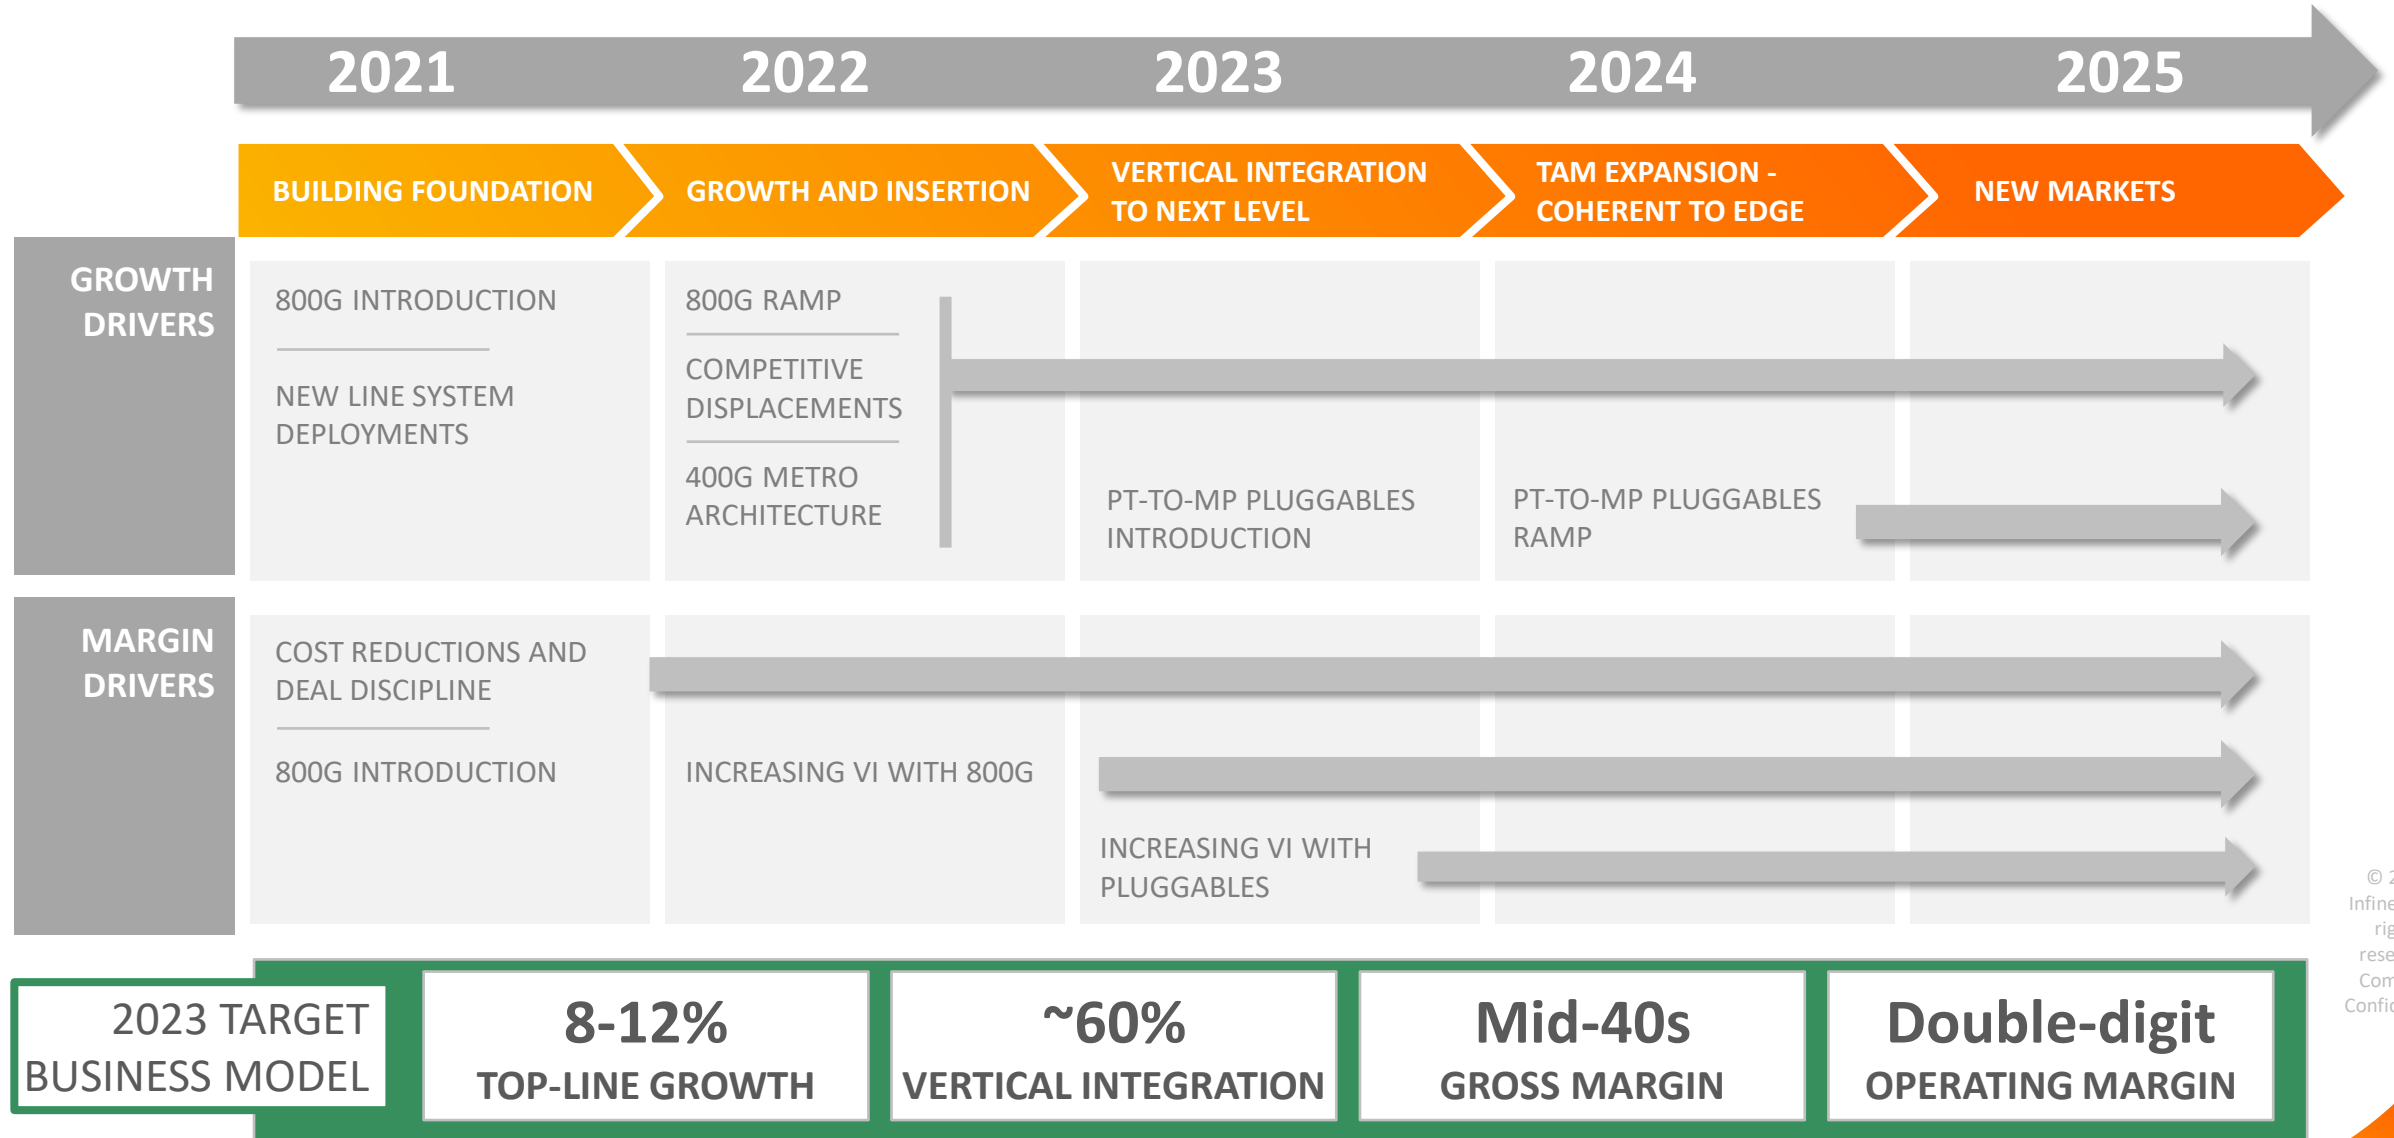 2021 2022 2023 2024 2025
BUILDING FOUNDATION
GROWTH AND INSERTION
VERTICAL INTEGRATION
TO NEXT LEVEL
TAM EXPANSION -
COHERENT TO EDGE
NEW MARKETS
GROWTH
DRIVERS
800G INTRODUCTION
NEW LINE SYSTEM
DEPLOYMENTS
800G RAMP
COMPETITIVE
DISPLACEMENTS
400G METRO
ARCHITECTURE
PT-TO-MP PLUGGABLES
INTRODUCTION
PT-TO-MP PLUGGABLES
RAMP
MARGIN
DRIVERS
COST REDUCTIONS AND
DEAL DISCIPLINE
800G INTRODUCTION
INCREASING VI WITH 800G
INCREASING VI WITH
PLUGGABLES
2023 TARGET
BUSINESS MODEL
8-12%
TOP-LINE GROWTH
~60%
VERTICAL INTEGRATION
Mid-40s
GROSS MARGIN
Double-digit
OPERATING MARGIN
©